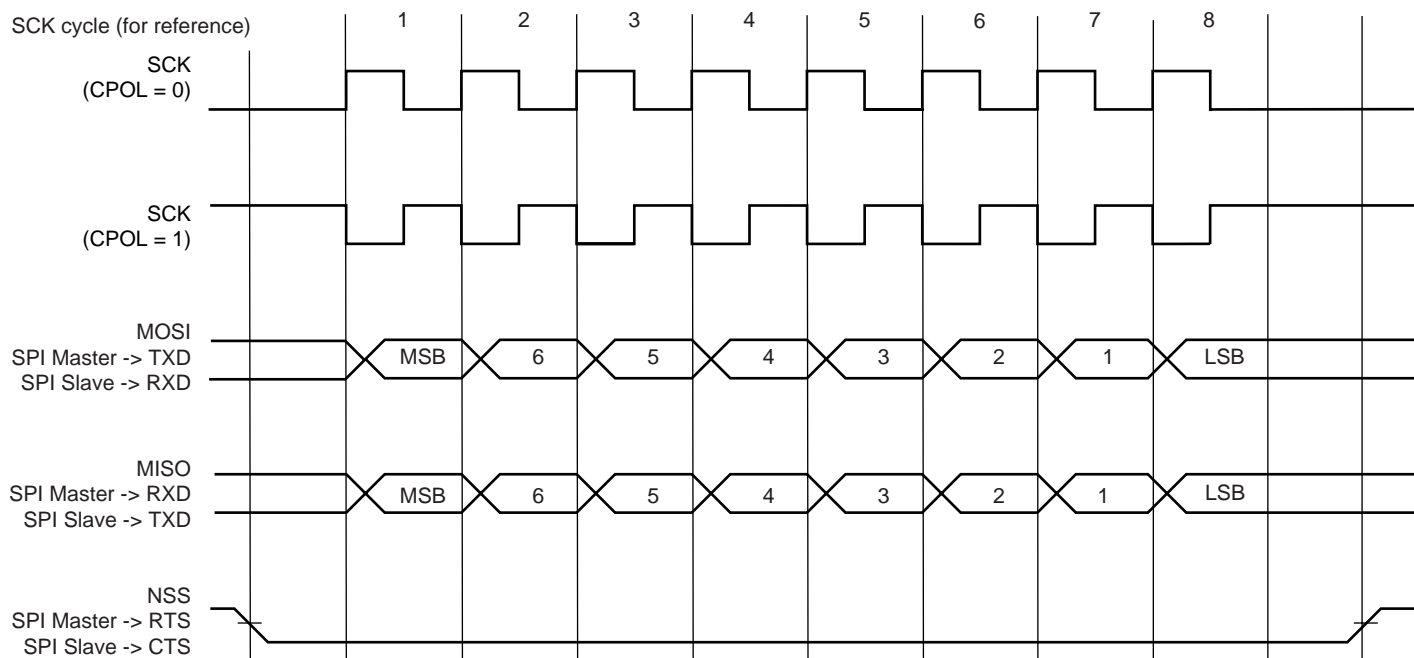 SCK cycle (for reference)
1 2 3 4 5 6 7 8
SCK
(CPOL = 0)
SCK
(CPOL = 1)
MOSI
SPI Master -> TXD
SPI Slave -> RXD
MSB 6 5 4 3 2 1 LSB
MISO
SPI Master -> RXD
SPI Slave -> TXD
MSB 6 5 4 3 2 1 LSB
NSS
SPI Master -> RTS
SPI Slave -> CTS